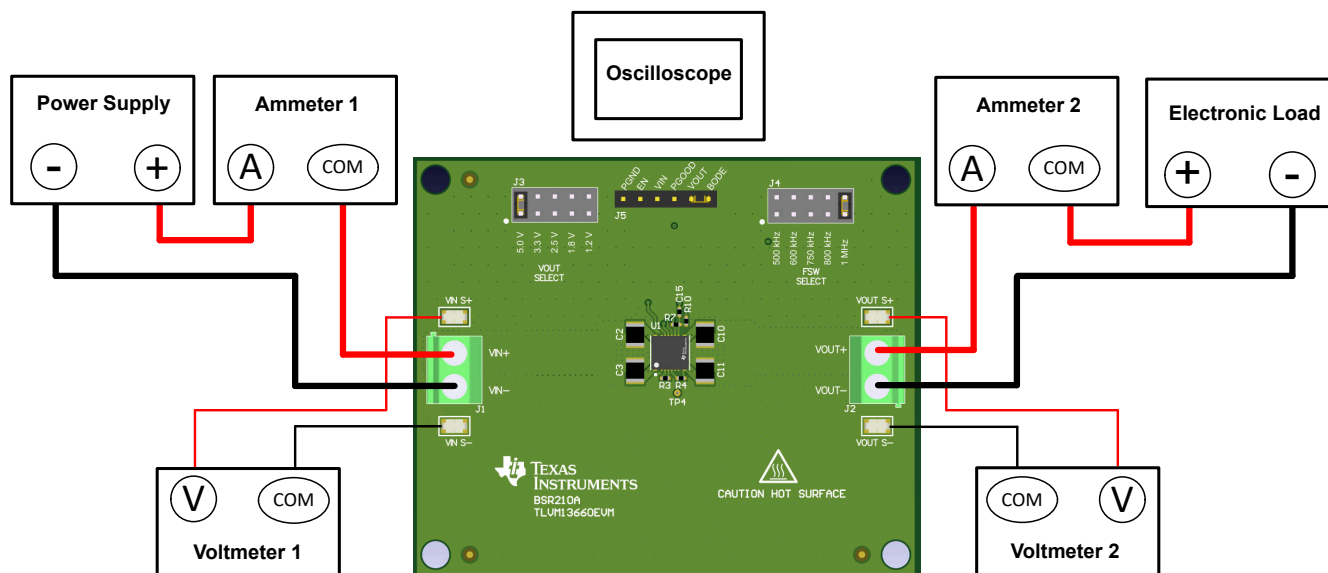 Oscilloscope
Power Supply
-
+
Ammeter 1
A
COM
Ammeter 2
A
COM
Electronic Load
+
-
J3
5.0 V
3.3 V
2.5 V
1.8 V
1.2 V
VOUT
SELECT
PGND
EN
VIN
PGOOD
VOUT
BODE
J5
J4
500 kHz
600 kHz
750 kHz
800 kHz
1 MHz
FSW
SELECT
VIN S+
VIN+
VIN-
J1
VIN S-
C15
R10
R7
U1
C2
C3
C10
C11
R3
R4
TP4
VOUT S+
VOUT+
VOUT-
J2
VOUT S-
TEXAS
INSTRUMENTS
BSR210A
TLVM13660EVM
CAUTION HOT SURFACE
V
COM
Voltmeter 1
COM
V
Voltmeter 2